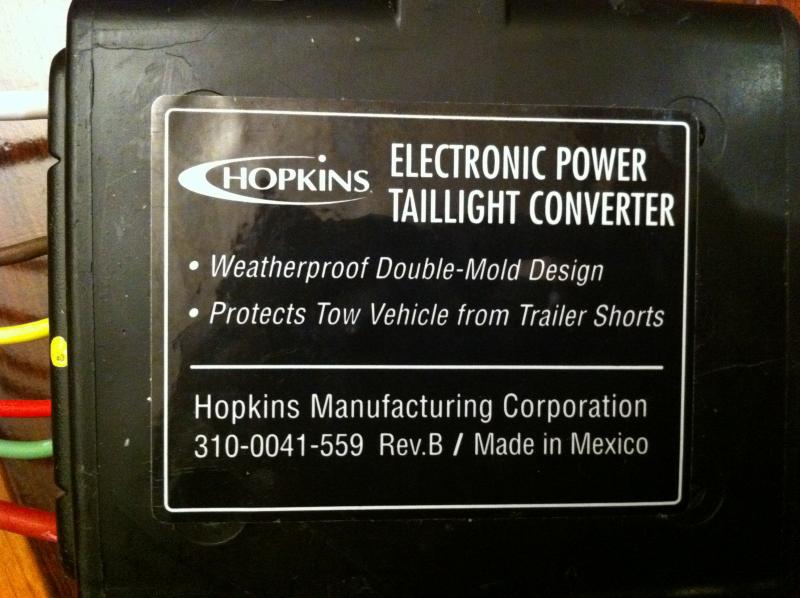 HOPKINS ELECTRONIC POWER
TAILLIGHT CONVERTER
• Weatherproof Double-Mold Design
• Protects Tow Vehicle from Trailer Shorts
Hopkins Manufacturing Corporation
310-0041-559 Rev.B / Made in Mexico